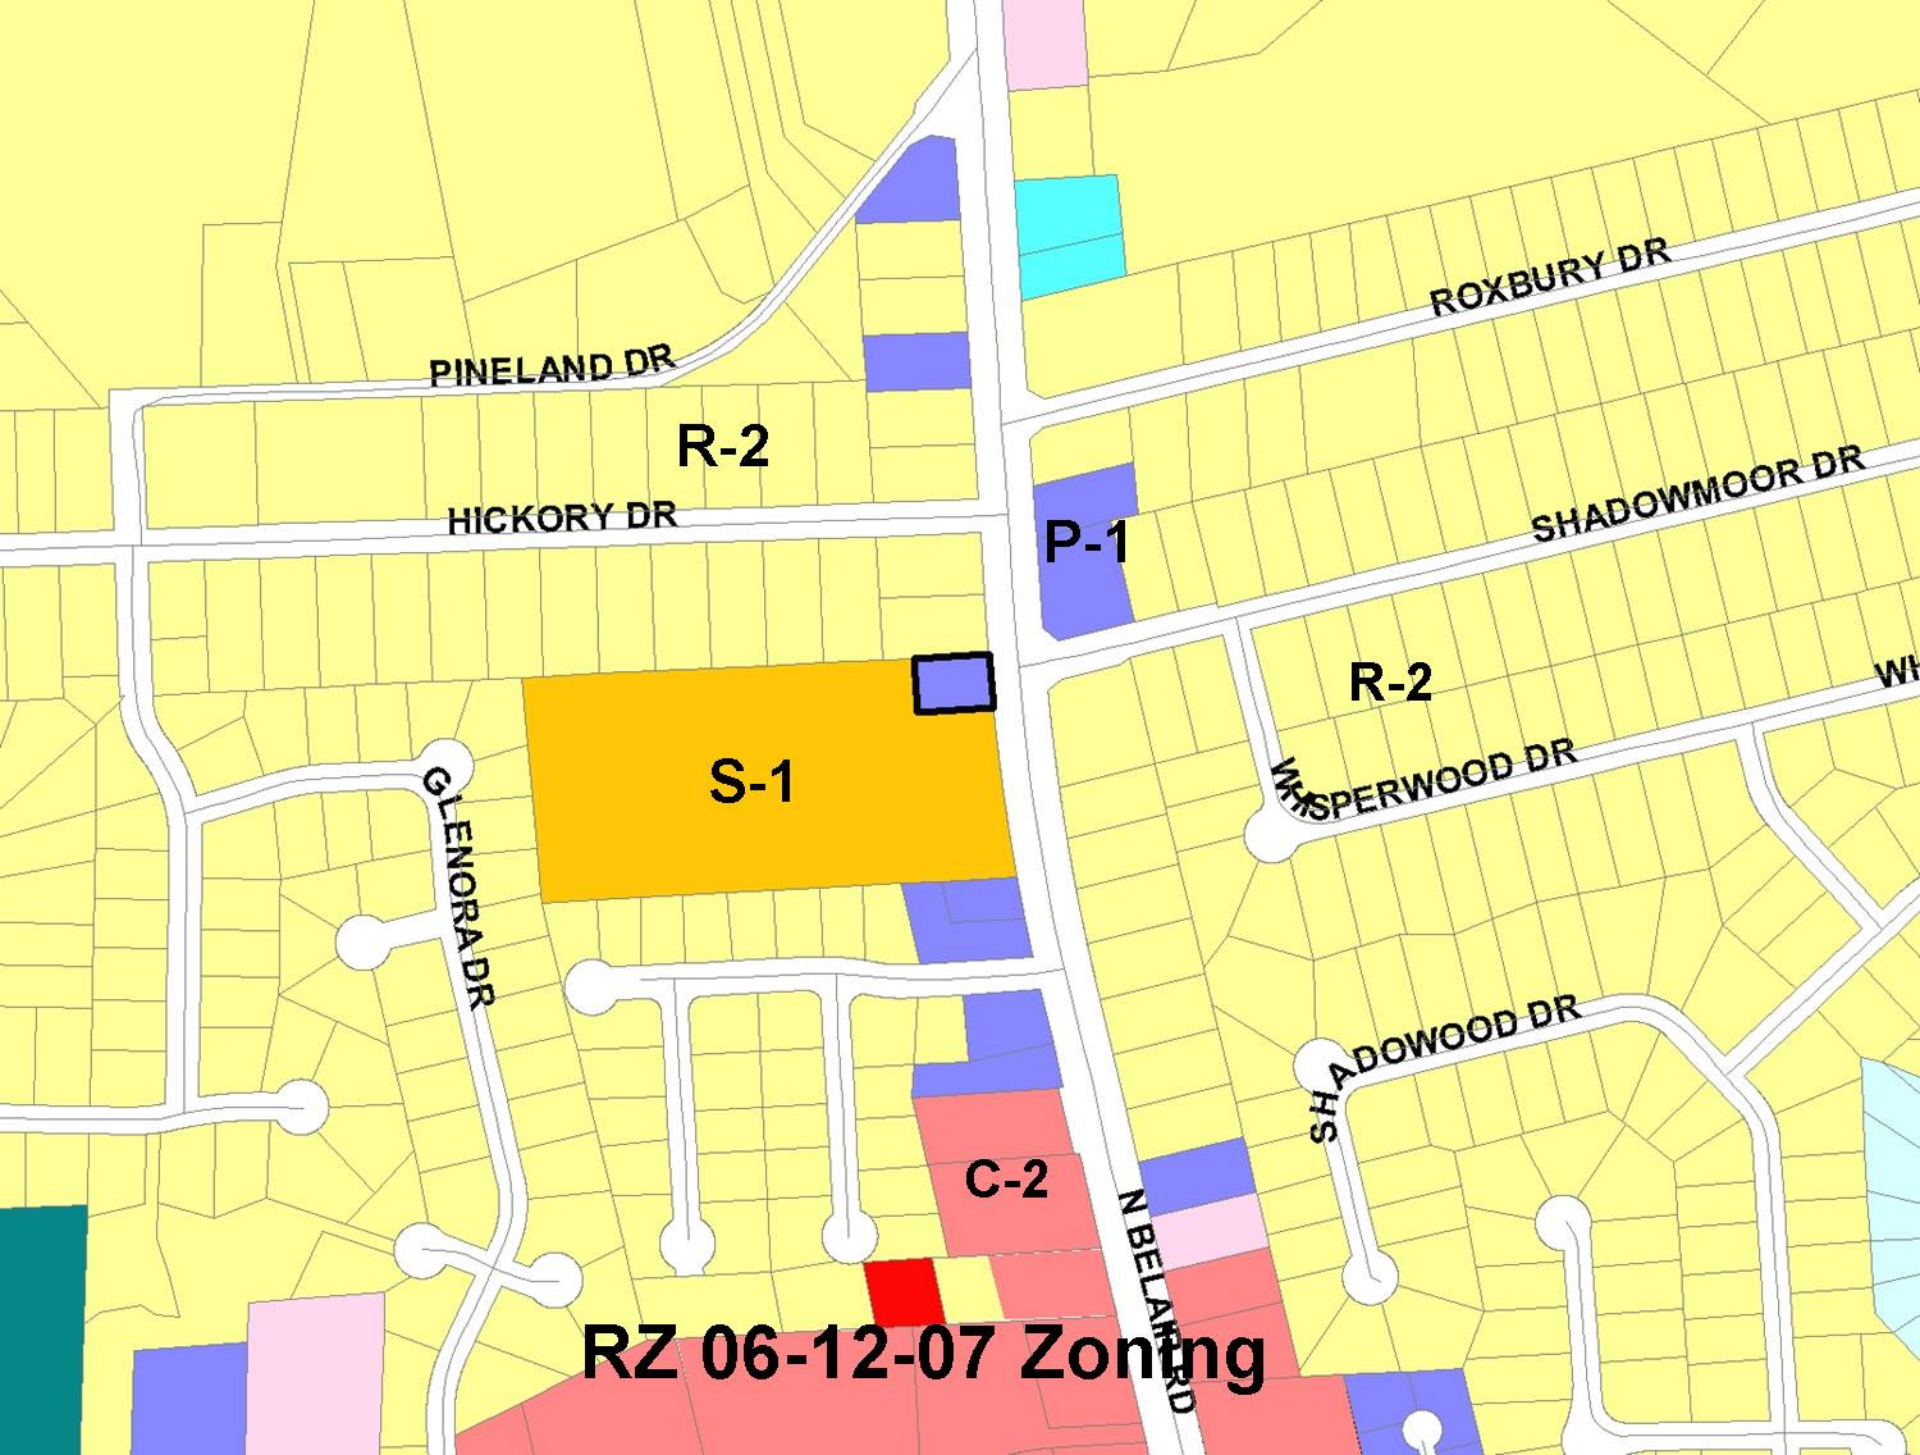 ROXBURY DR
PINELAND DR
R-2
SHADOWMOOR DR
HICKORY DR
P-1
R-2
WH
S-1
WHISPERWOOD DR
GLENORA DR
SHADOWOOD DR
C-2
N BELAIR RD
RZ 06-12-07 Zoning